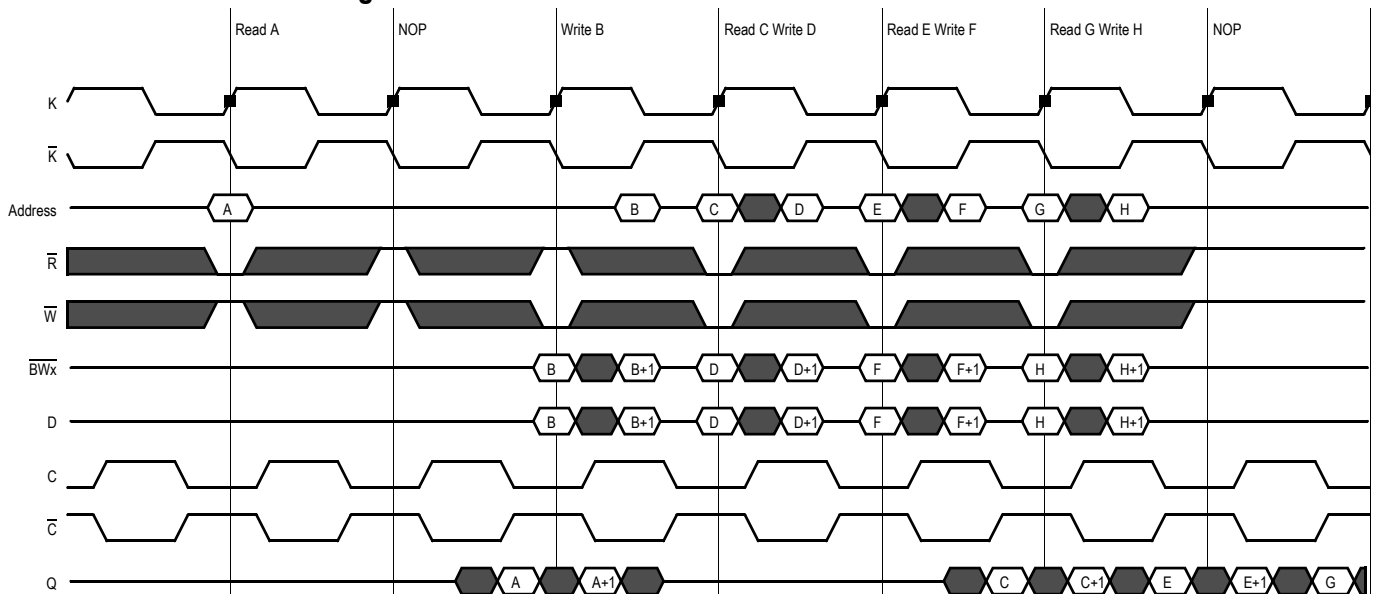 Read A NOP Write B Read C Write D Read E Write F Read G Write H NOP
K
K̅
Address A B C D E F G H
R̅
W̅
B̅W̅x̅ B B+1 D D+1 F F+1 H H+1
D B B+1 D D+1 F F+1 H H+1
C
C̅
Q A A+1 C C+1 E E+1 G